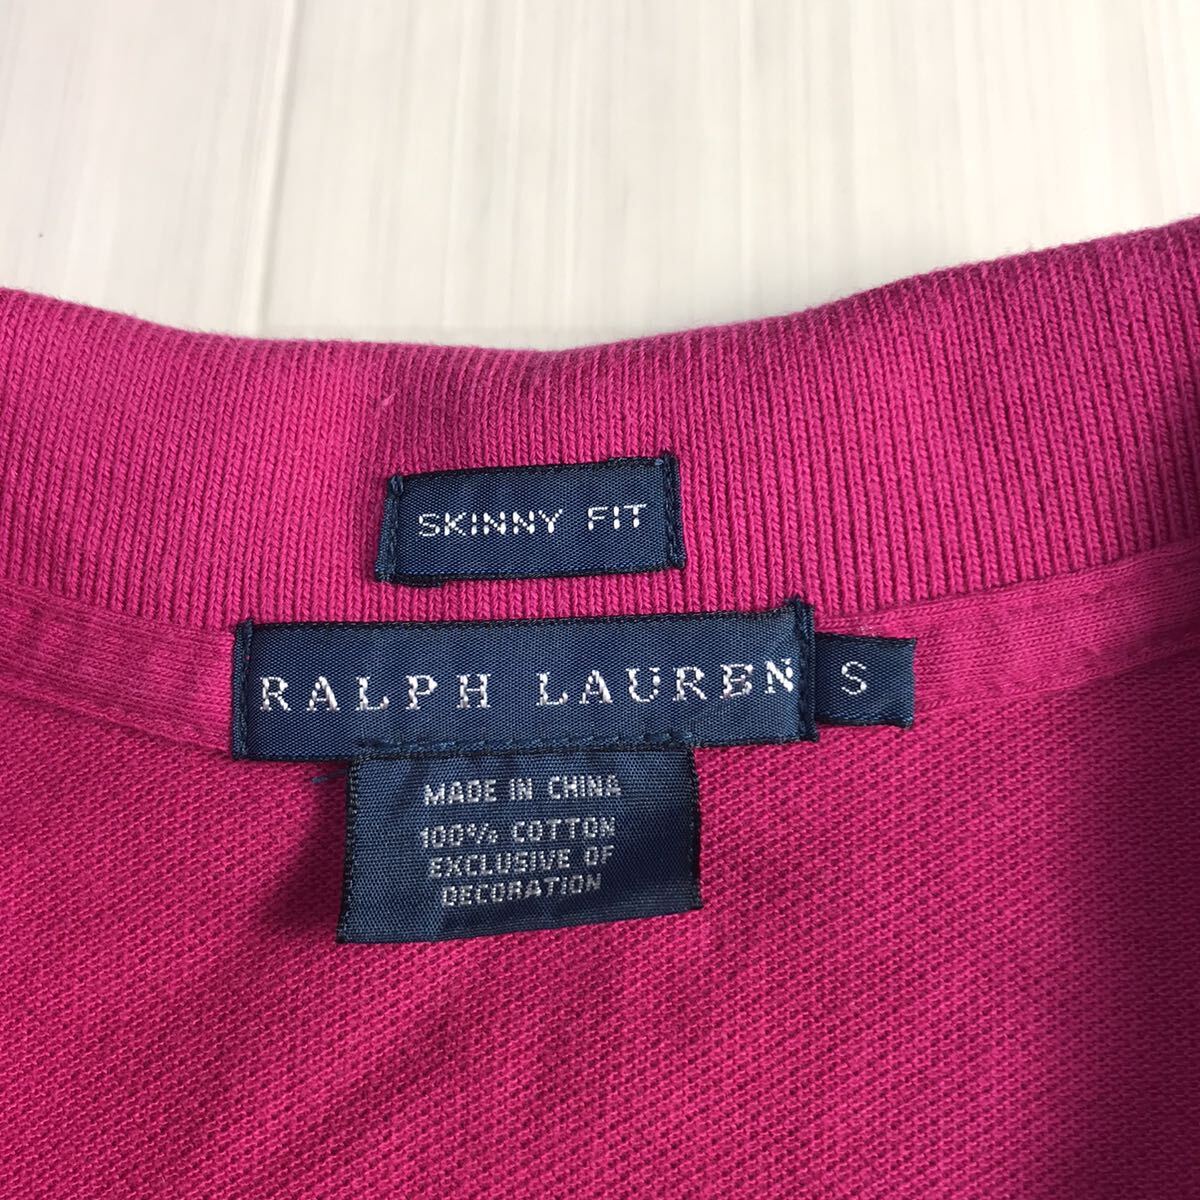 SKINNY FIT
RALPH LAUREN
S
MADE IN CHINA
100% COTTON
EXCLUSIVE OF
DECORATION